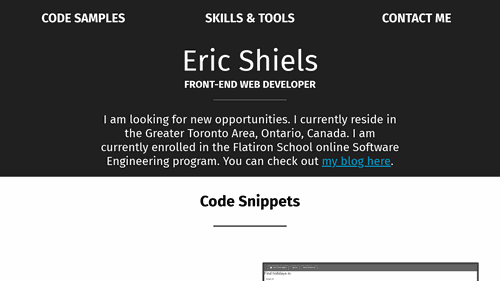 CODE SAMPLES
SKILLS & TOOLS
CONTACT ME
Eric Shiels
FRONT-END WEB DEVELOPER
I am looking for new opportunities. I currently reside in
the Greater Toronto Area, Ontario, Canada. I am
currently enrolled in the Flatiron School online Software
Engineering program. You can check out my blog here.
Code Snippets